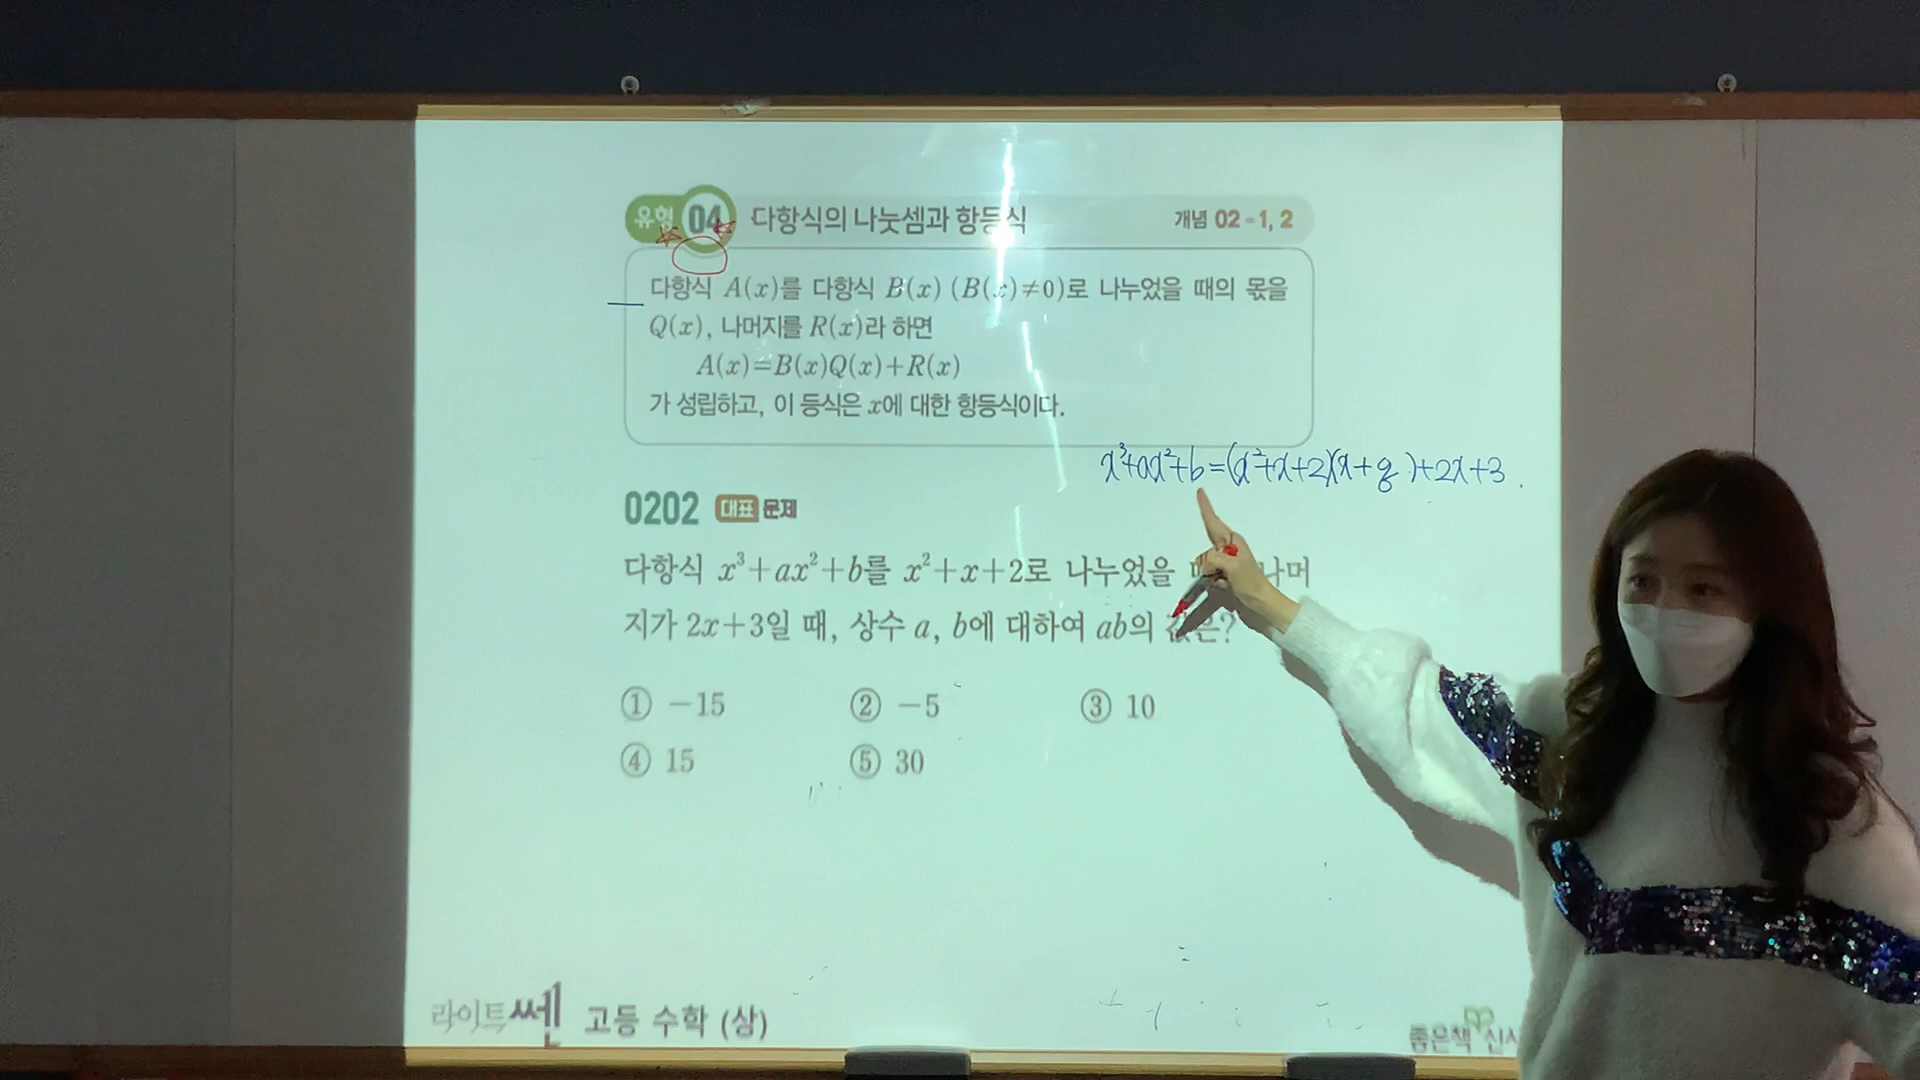 유형 04 다항식의 나눗셈과 항등식 개념 02-1, 2
다항식 A(x)를 다항식 B(x) (B(x)≠0)로 나누었을 때의 몫을
Q(x), 나머지를 R(x)라 하면
A(x)=B(x)Q(x)+R(x)
가 성립하고, 이 등식은 x에 대한 항등식이다.
x³+ax²+b=(x²+x+2)(x+q)+2x+3
0202 대표 문제
다항식 x³+ax²+b를 x²+x+2로 나누었을 나머
지가 2x+3일 때, 상수 a, b에 대하여 ab의 값은?
① -15 ② -5 ③ 10
④ 15 ⑤ 30
라이트쎈 고등 수학 (상)
좋은책 신사